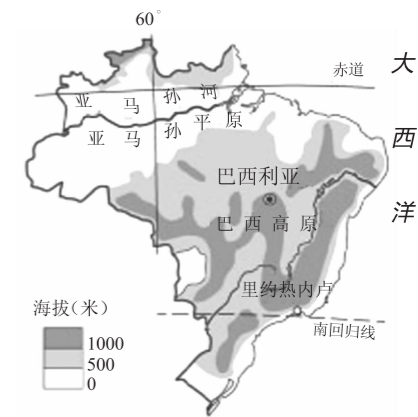 60°
赤道
大
西
洋
亚马孙河
亚马孙平原
巴西利亚
巴西高原
里约热内卢
南回归线
海拔(米)
1000
500
0